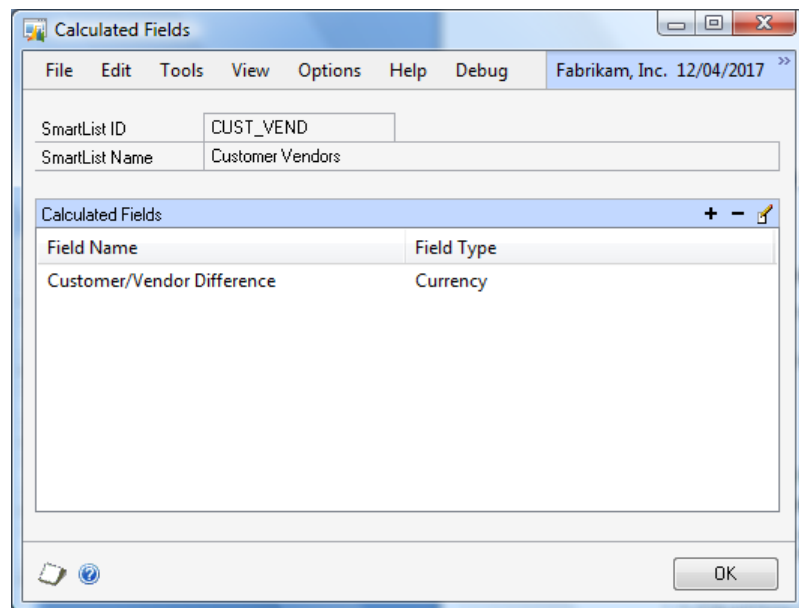 Calculated Fields
File Edit Tools View Options Help Debug Fabrikam, Inc. 12/04/2017 »
SmartList ID CUST_VEND
SmartList Name Customer Vendors
Calculated Fields
Field Name Field Type
Customer/Vendor Difference Currency
OK